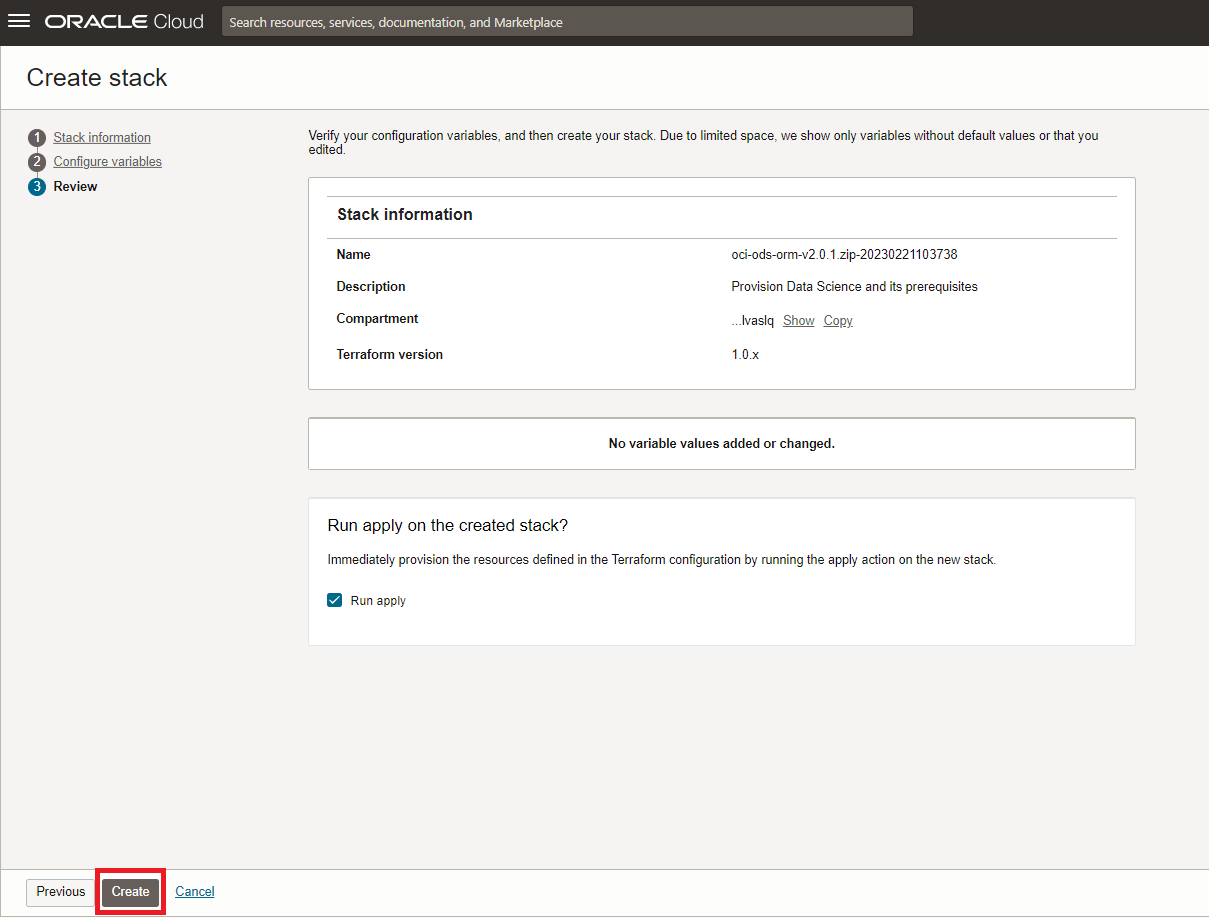 ORACLE Cloud
Search resources, services, documentation, and Marketplace
Create stack
1 Stack information
2 Configure variables
3 Review
Verify your configuration variables, and then create your stack. Due to limited space, we show only variables without default values or that you
edited.
Stack information
Name oci-ods-orm-v2.0.1.zip-20230221103738
Description Provision Data Science and its prerequisites
Compartment ...lvaslq Show Copy
Terraform version 1.0.x
No variable values added or changed.
Run apply on the created stack?
Immediately provision the resources defined in the Terraform configuration by running the apply action on the new stack.
Run apply
Previous Create Cancel